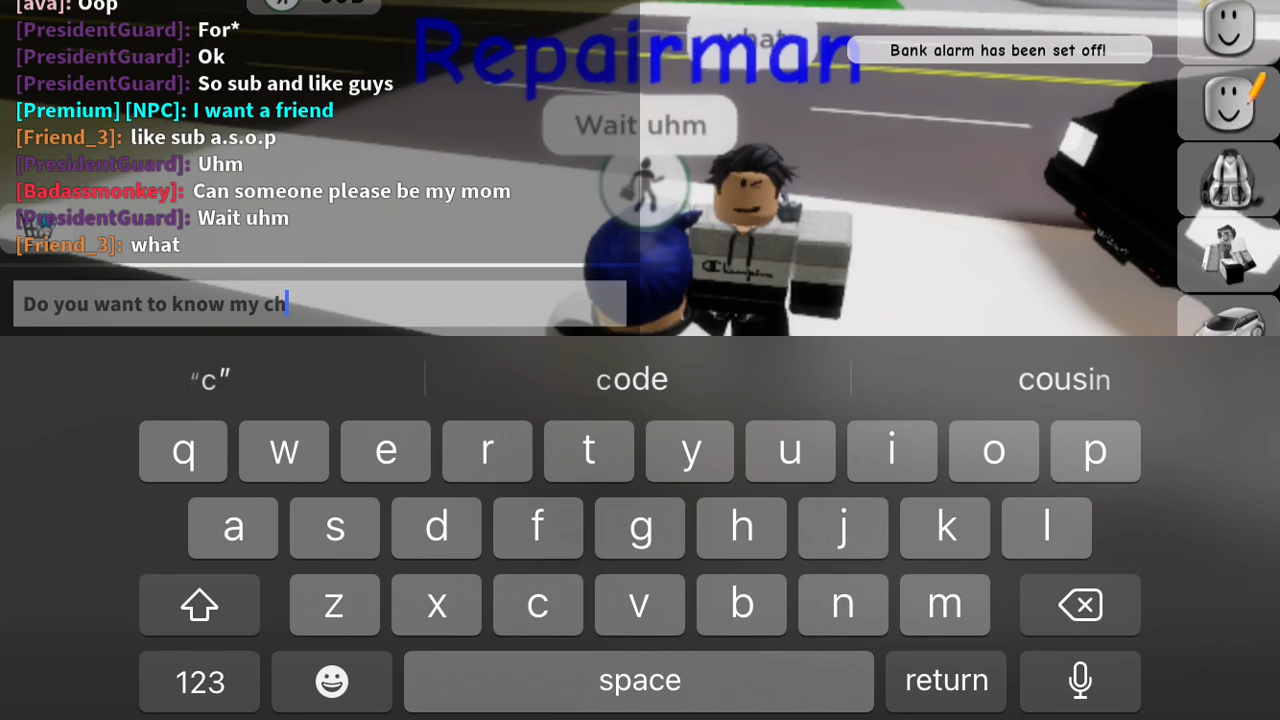 [ava]: Oop
[PresidentGuard]: For*
[PresidentGuard]: Ok
[PresidentGuard]: So sub and like guys
[Premium] [NPC]: I want a friend
[Friend_3]: like sub a.s.o.p
[PresidentGuard]: Uhm
[Badassmonkey]: Can someone please be my mom
[PresidentGuard]: Wait uhm
[Friend_3]: what
Do you want to know my ch
Repairman
what
Bank alarm has been set off!
Wait uhm
Champion
"c" code cousin
q w e r t y u i o p
a s d f g h j k l
z x c v b n m
123 space return